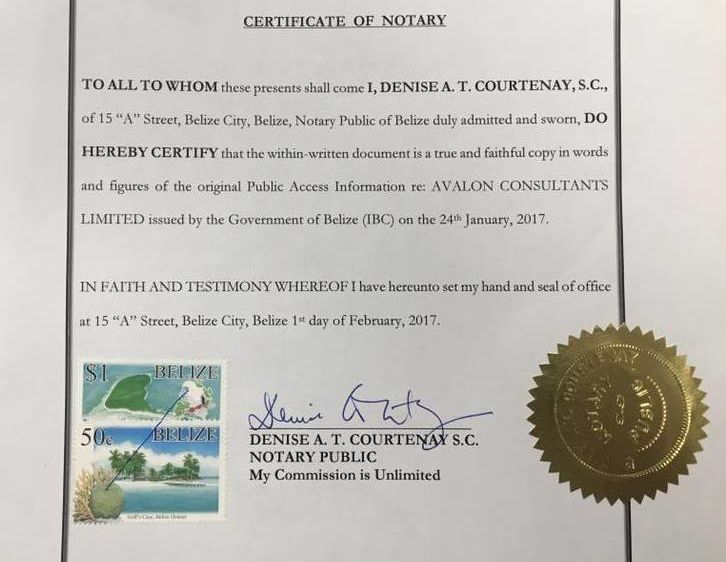 CERTIFICATE OF NOTARY
TO ALL TO WHOM these presents shall come I, DENISE A. T. COURTENAY, S.C.,
of 15 “A” Street, Belize City, Belize, Notary Public of Belize duly admitted and sworn, DO
HEREBY CERTIFY that the within-written document is a true and faithful copy in words
and figures of the original Public Access Information re: AVALON CONSULTANTS
LIMITED issued by the Government of Belize (IBC) on the 24th January, 2017.
IN FAITH AND TESTIMONY WHEREOF I have hereunto set my hand and seal of office
at 15 “A” Street, Belize City, Belize 1st day of February, 2017.
$1 BELIZE
50c BELIZE
DENISE A. T. COURTENAY S.C.
NOTARY PUBLIC
My Commission is Unlimited
COURTENAY
NOTARY PUBLIC